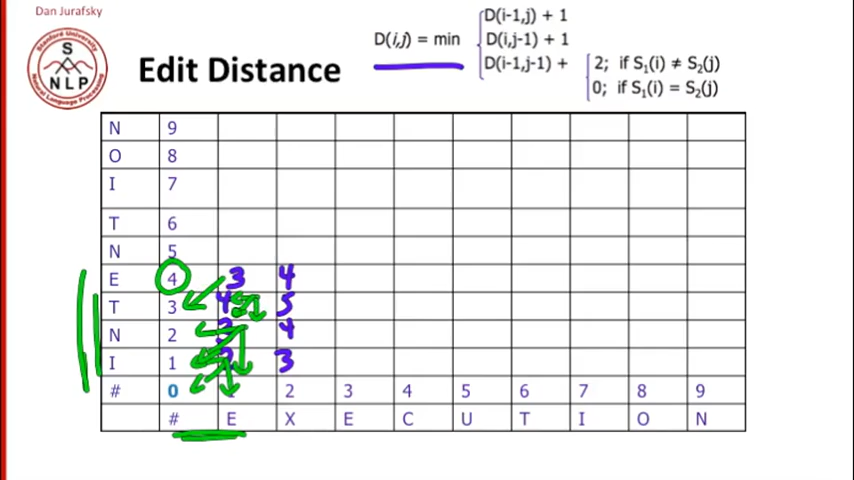 Dan Jurafsky
Stanford University
S
NLP
Natural Language Processing
Edit Distance
D(i,j) = min
D(i-1,j) + 1
D(i,j-1) + 1
D(i-1,j-1) +
2; if S₁(i) ≠ S₂(j)
0; if S₁(i) = S₂(j)
N 9
O 8
I 7
T 6
N 5
E 4 3 4
T 3 4 5
N 2 3 4
I 1 2 3
# 0 2 3 4 5 6 7 8 9
# E X E C U T I O N